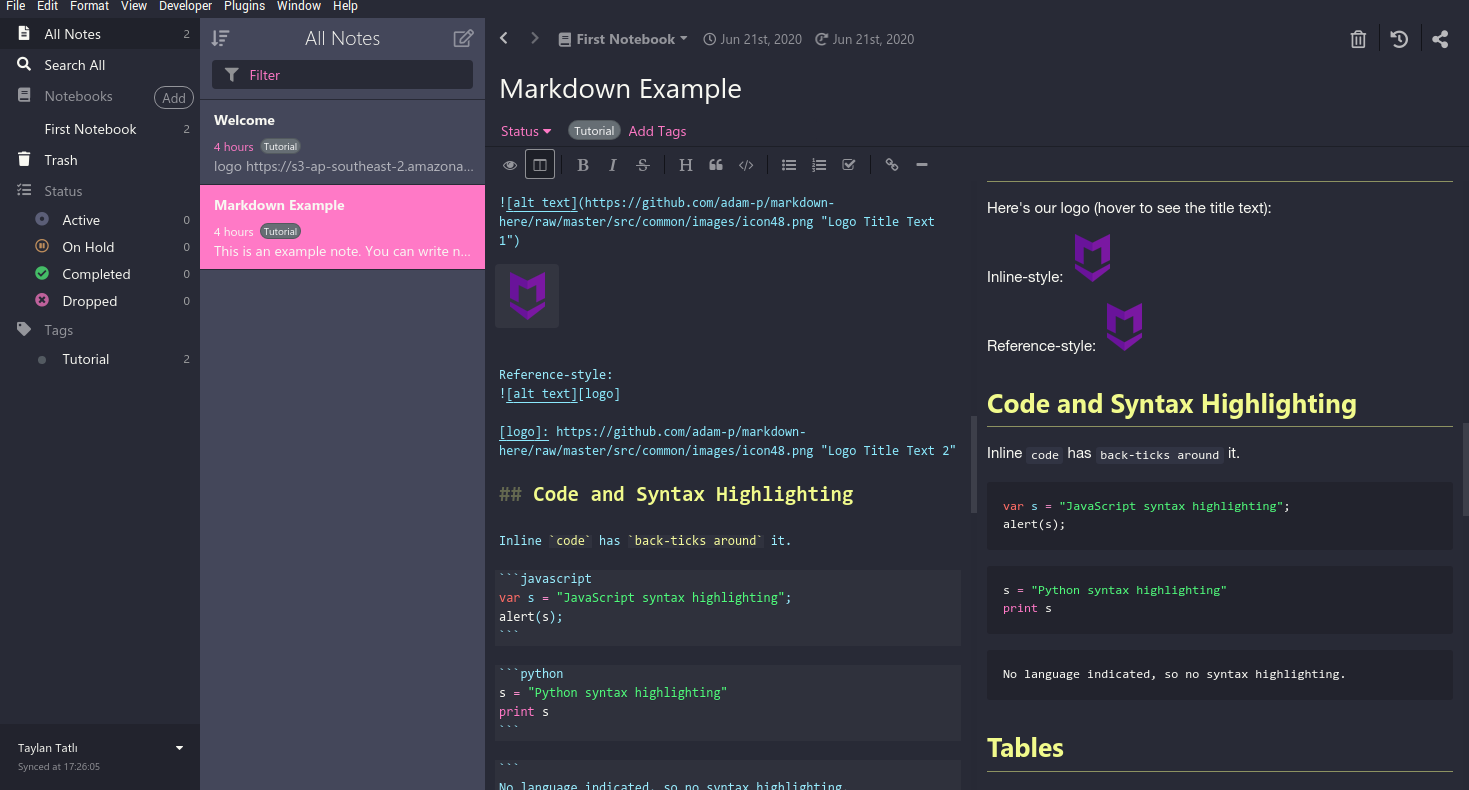 File Edit Format View Developer Plugins Window Help
All Notes 2
Search All
Notebooks Add
First Notebook 2
Trash
Status
Active 0
On Hold 0
Completed 0
Dropped 0
Tags
Tutorial 2
Taylan Tatlı
Synced at 17:26:05
All Notes
Filter
Welcome
4 hours Tutorial
logo https://s3-ap-southeast-2.amazona...
Markdown Example
4 hours Tutorial
This is an example note. You can write n...
First Notebook Jun 21st, 2020 Jun 21st, 2020
Markdown Example
Status Tutorial Add Tags
B I S H </>
![alt text](https://github.com/adam-p/markdown-
here/raw/master/src/common/images/icon48.png "Logo Title Text
1")
Reference-style:
![alt text][logo]
[logo]: https://github.com/adam-p/markdown-
here/raw/master/src/common/images/icon48.png "Logo Title Text 2"
## Code and Syntax Highlighting
Inline `code` has `back-ticks around` it.
```javascript
var s = "JavaScript syntax highlighting";
alert(s);
```
```python
s = "Python syntax highlighting"
print s
```
```
No language indicated, so no syntax highlighting.
Here's our logo (hover to see the title text):
Inline-style:
Reference-style:
Code and Syntax Highlighting
Inline code has back-ticks around it.
var s = "JavaScript syntax highlighting";
alert(s);
s = "Python syntax highlighting"
print s
No language indicated, so no syntax highlighting.
Tables